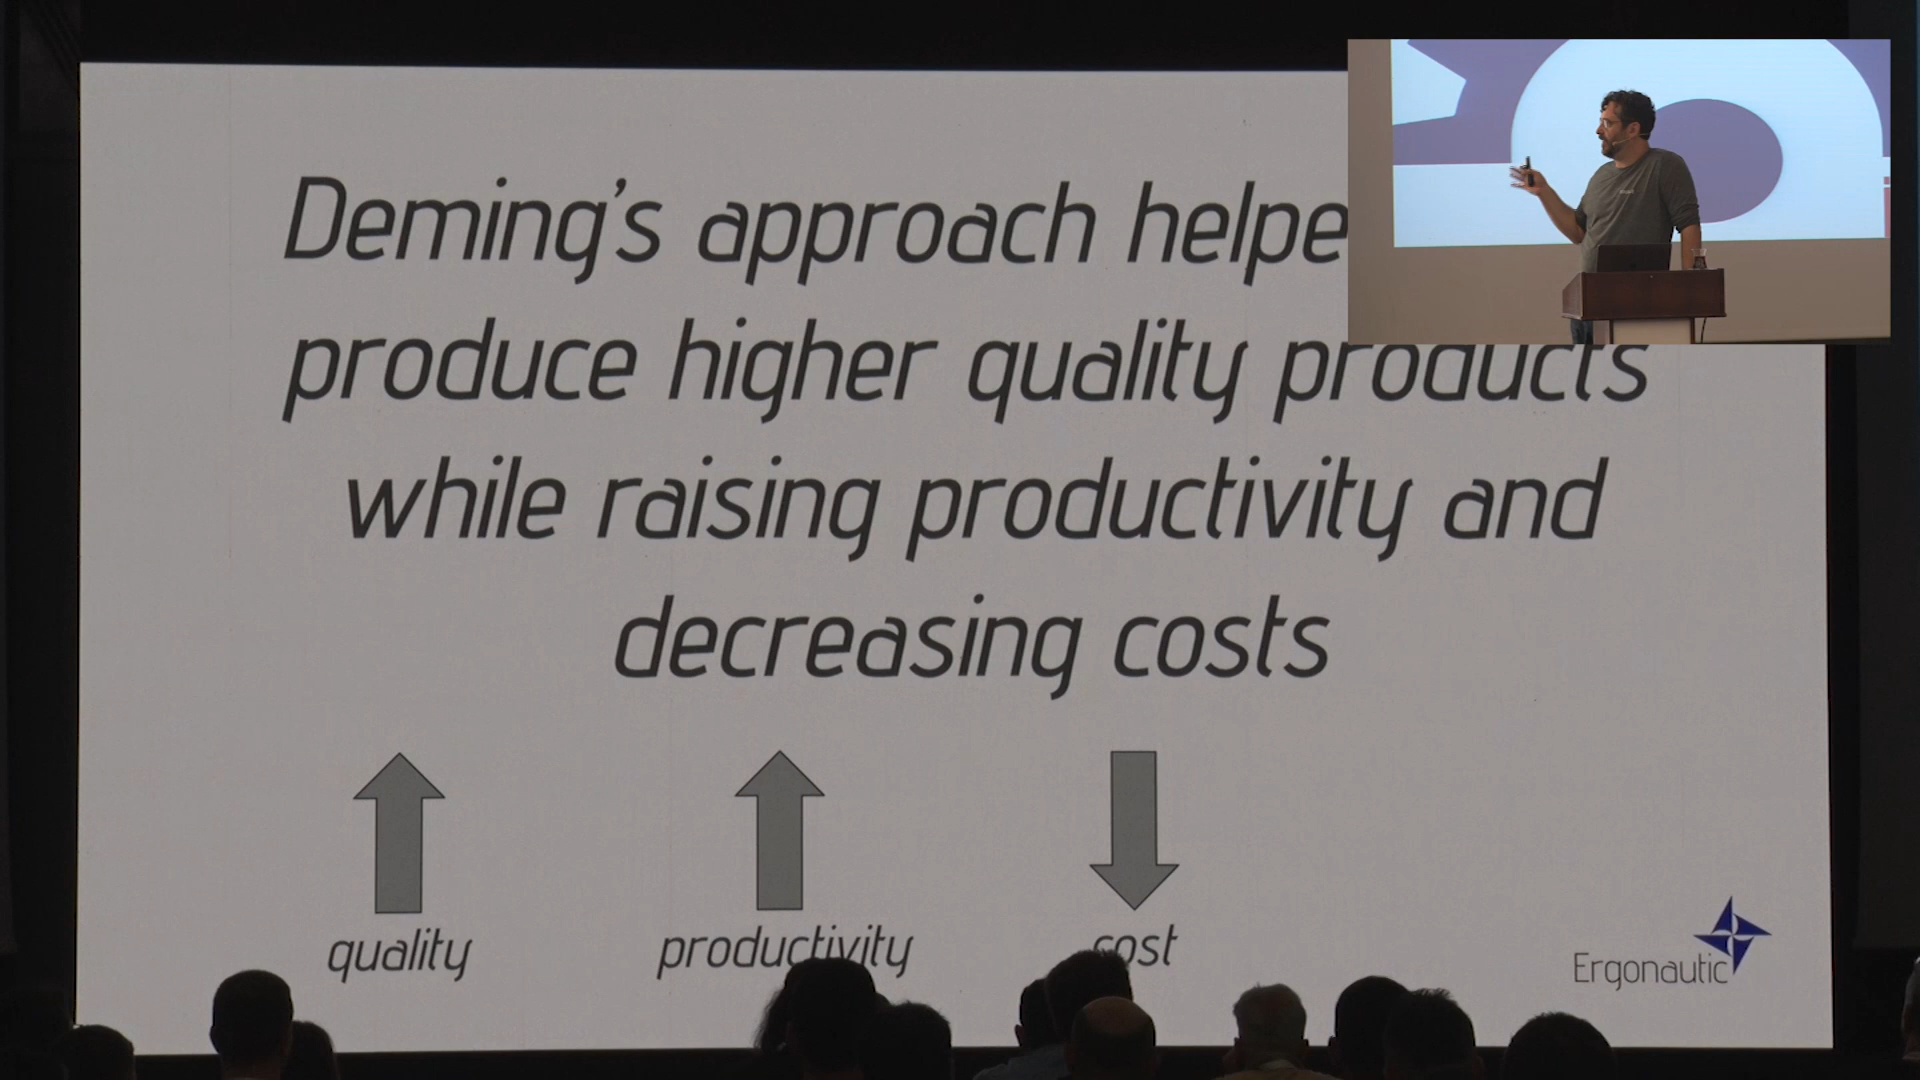 Deming's approach helpe
produce higher quality products
while raising productivity and
decreasing costs
quality
productivity
cost
Ergonautic